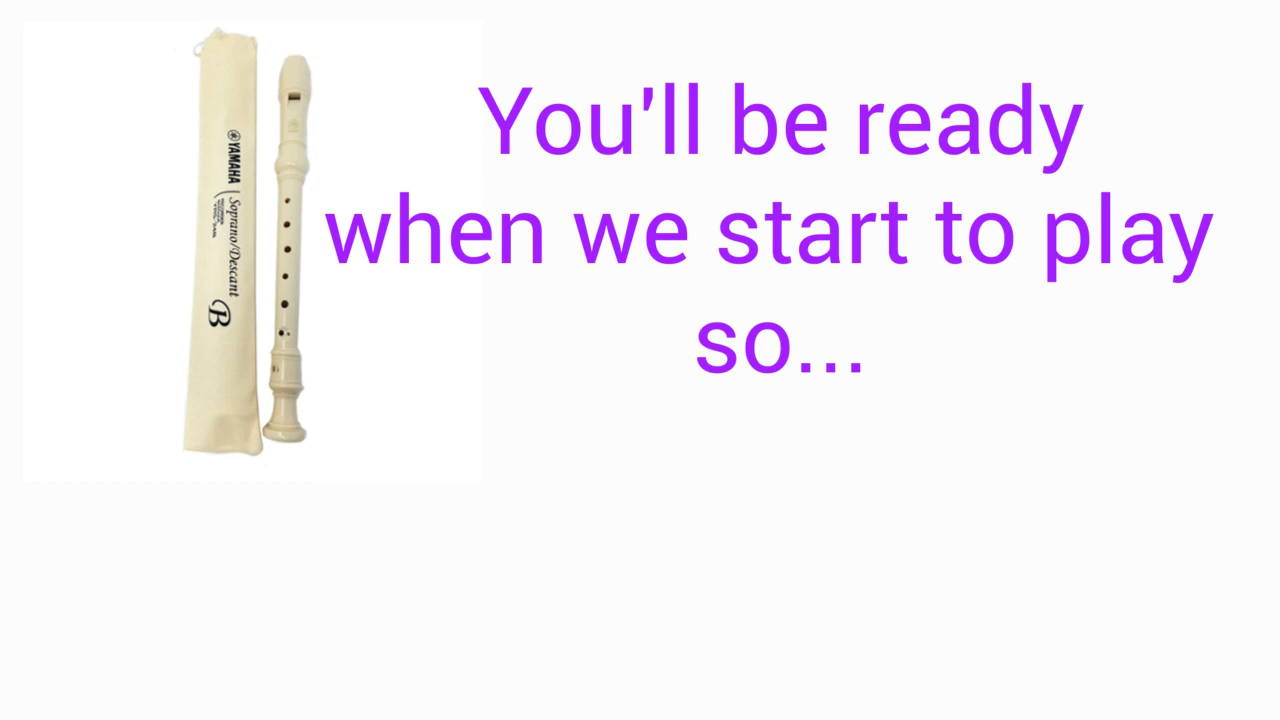 You'll be ready
when we start to play
so...
YAMAHA
Soprano/Descant
B